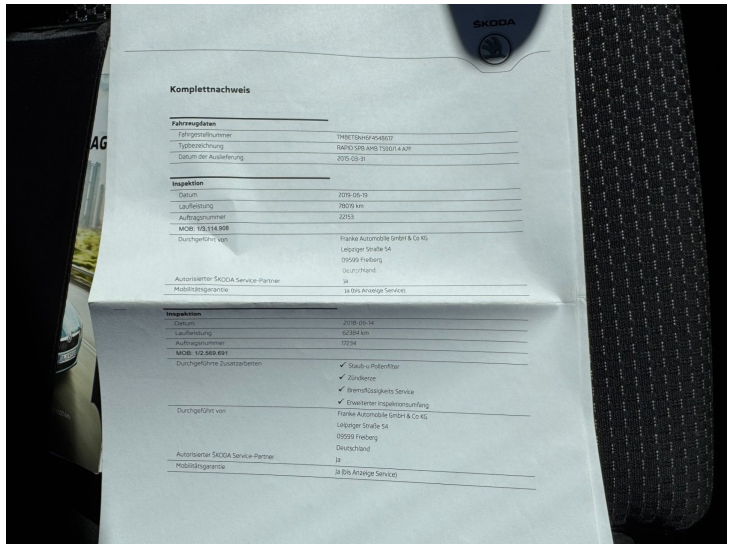 ŠKODA
AG
Komplettnachweis
Fahrzeugdaten
Fahrgestellnummer TMBET6NH6F4548617
Typbezeichnung RAPID SPB AMB TS90/1.4 A7F
Datum der Auslieferung 2015-03-31
Inspektion
Datum 2019-06-19
Laufleistung 78019 km
Auftragsnummer 22153
MOB: 1/3.114.908
Durchgeführt von Franke Automobile GmbH & Co KG
Leipziger Straße 54
09599 Freiberg
Deutschland
Autorisierter ŠKODA Service-Partner Ja
Mobilitätsgarantie Ja (bis Anzeige Service)
Inspektion
Datum 2018-06-14
Laufleistung 62384 km
Auftragsnummer 17234
MOB: 1/2.569.691
Durchgeführte Zusatzarbeiten ✓ Staub-u Pollenfilter
✓ Zündkerze
✓ Bremsflüssigkeits Service
✓ Erweiterter Inspektionsumfang
Durchgeführt von Franke Automobile GmbH & Co KG
Leipziger Straße 54
09599 Freiberg
Deutschland
Autorisierter ŠKODA Service-Partner Ja
Mobilitätsgarantie Ja (bis Anzeige Service)